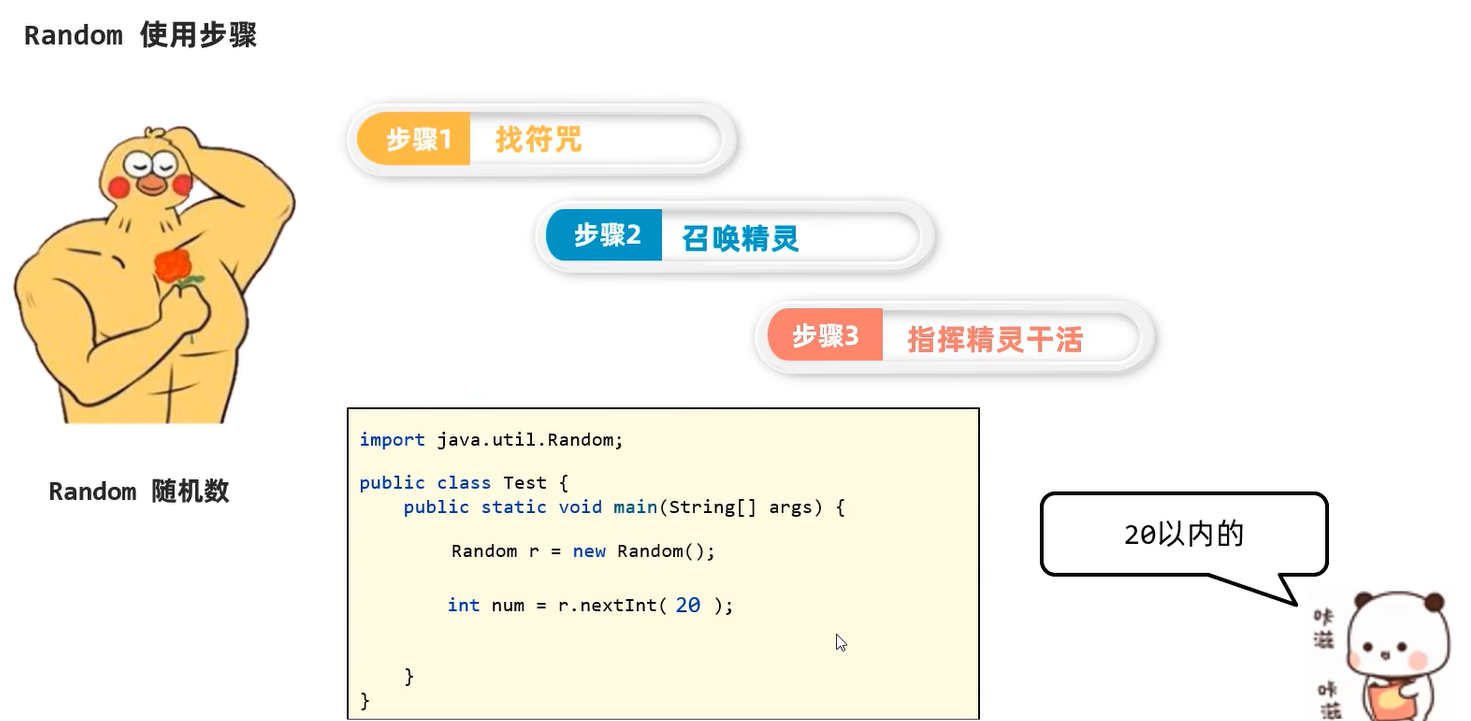 Random 使用步骤
步骤1 找符咒
步骤2 召唤精灵
步骤3 指挥精灵干活
Random 随机数
import java.util.Random;
public class Test {
public static void main(String[] args) {
Random r = new Random();
int num = r.nextInt( 20 );
}
}
20以内的
咔滋
咔滋